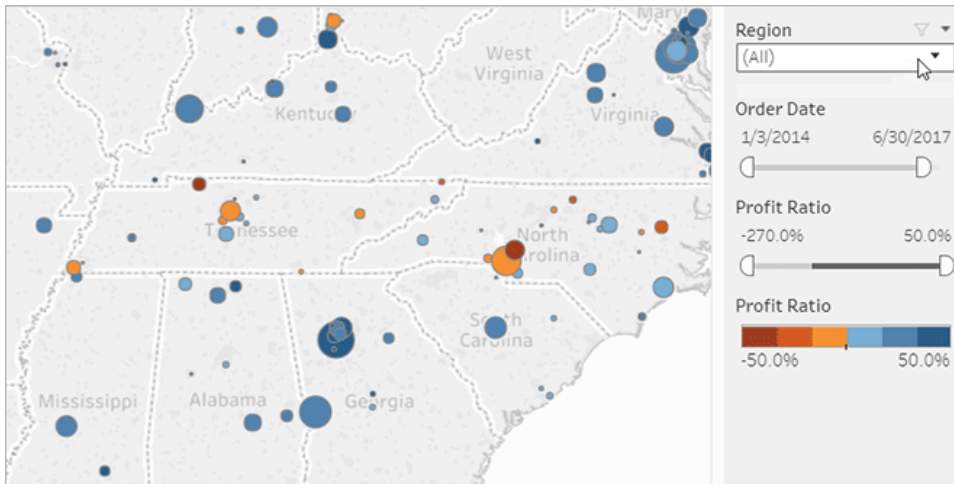 Maryl
West
Virginia
Kentucky
Virginia
Tennessee
North
Carolina
South
Carolina
Mississippi
Alabama
Georgia
Region
(All)
Order Date
1/3/2014 6/30/2017
Profit Ratio
-270.0% 50.0%
Profit Ratio
-50.0% 50.0%